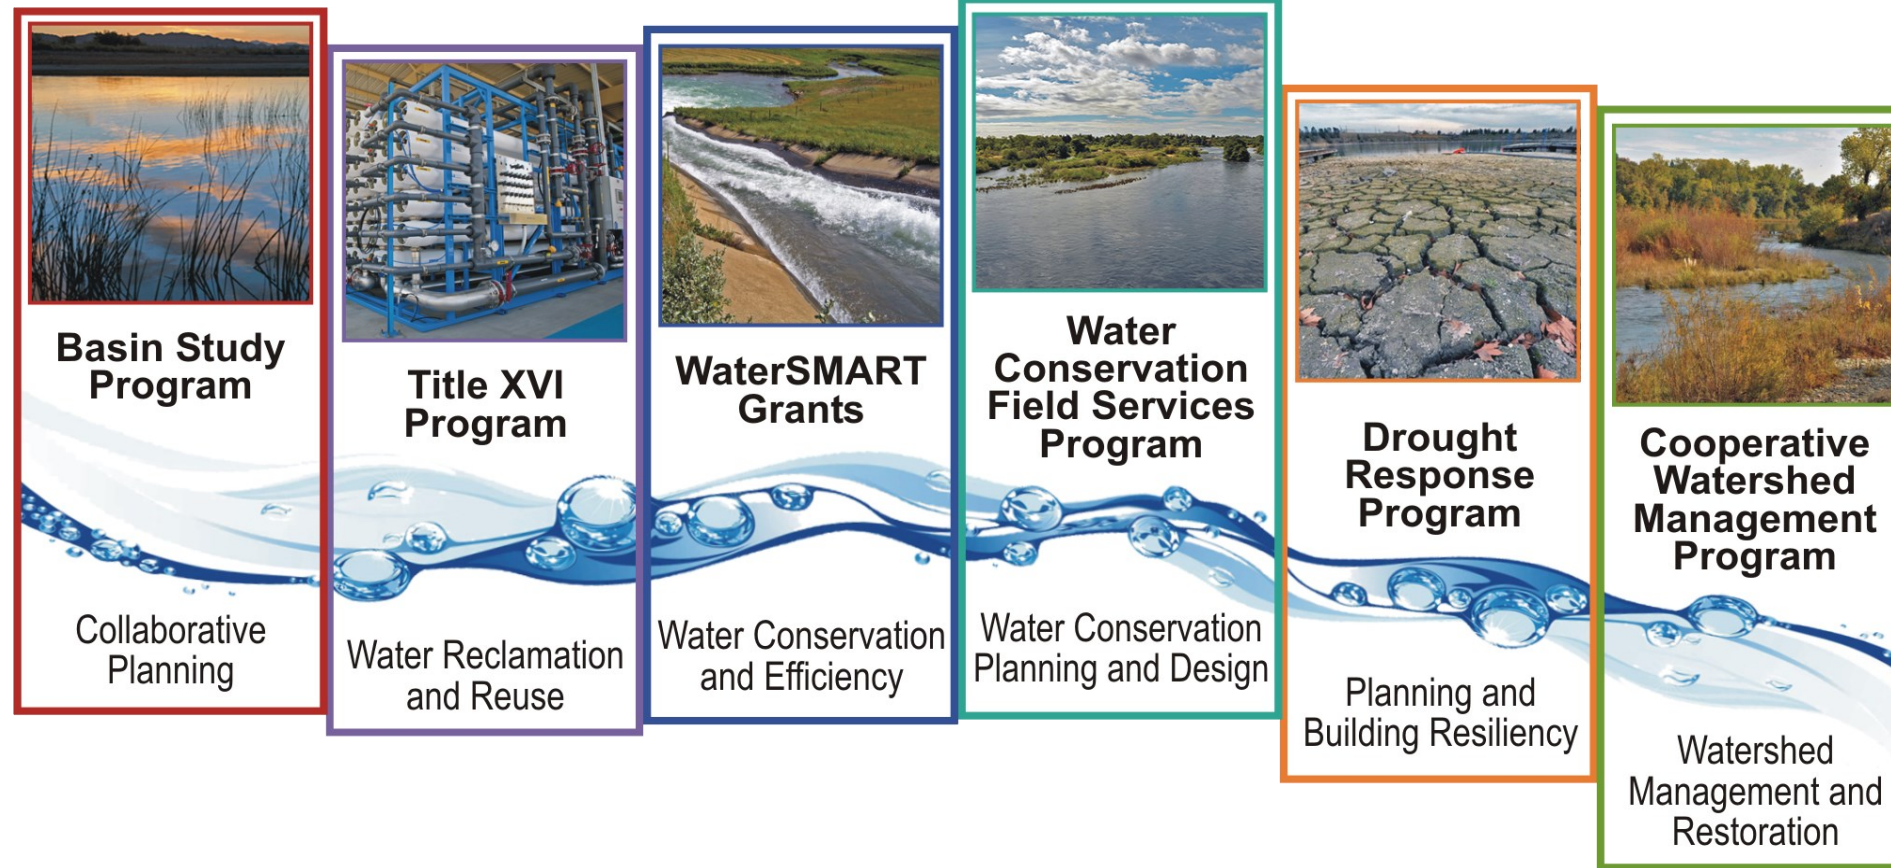 Basin Study
Program
Collaborative
Planning
Title XVI
Program
Water Reclamation
and Reuse
WaterSMART
Grants
Water Conservation
and Efficiency
Water
Conservation
Field Services
Program
Water Conservation
Planning and Design
Drought
Response
Program
Planning and
Building Resiliency
Cooperative
Watershed
Management
Program
Watershed
Management and
Restoration